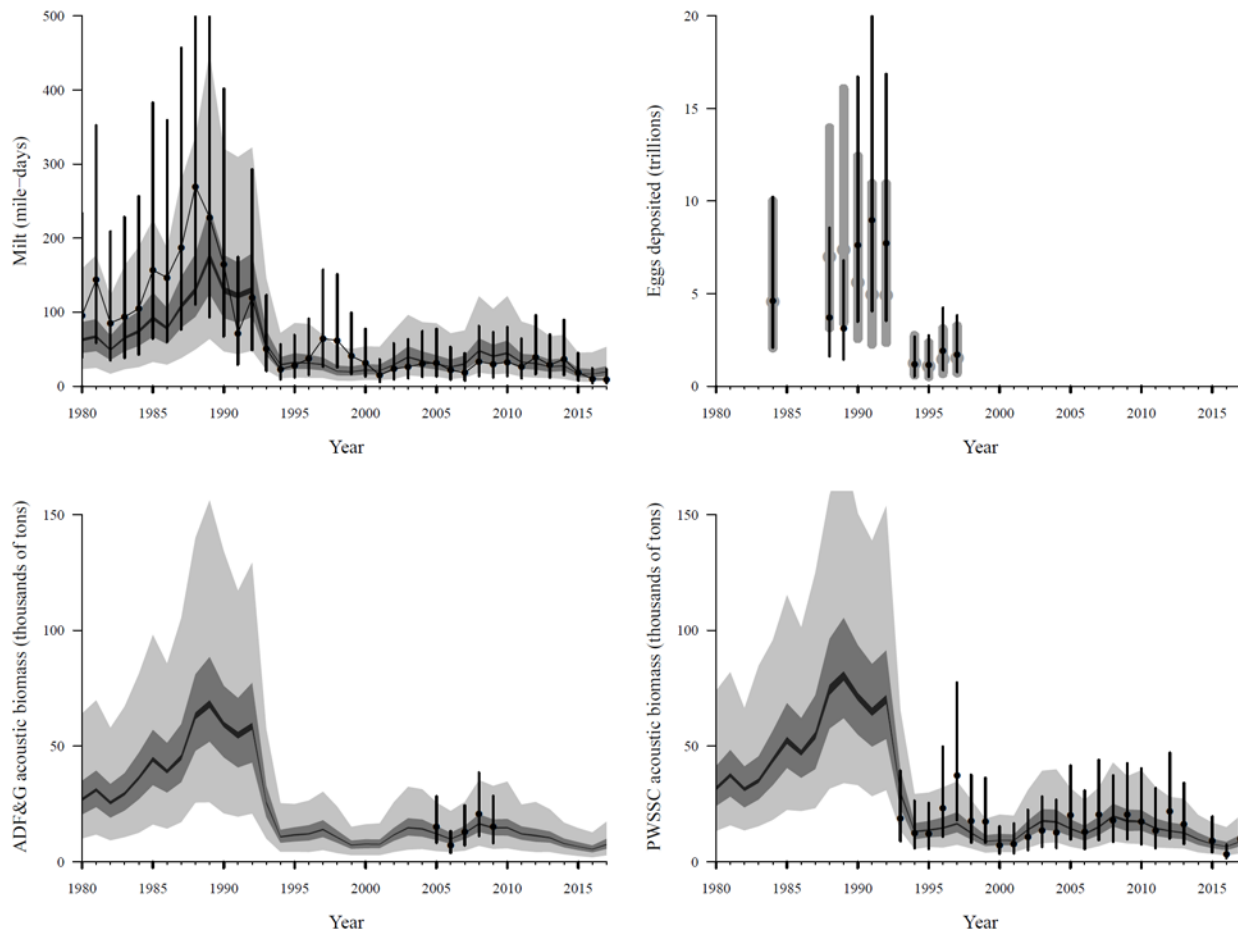 Milt (mile−days)
500
400
300
200
100
0
1980 1985 1990 1995 2000 2005 2010 2015
Year
Eggs deposited (trillions)
20
15
10
5
0
1980 1985 1990 1995 2000 2005 2010 2015
Year
ADF&G acoustic biomass (thousands of tons)
150
100
50
0
1980 1985 1990 1995 2000 2005 2010 2015
Year
PWSSC acoustic biomass (thousands of tons)
150
100
50
0
1980 1985 1990 1995 2000 2005 2010 2015
Year